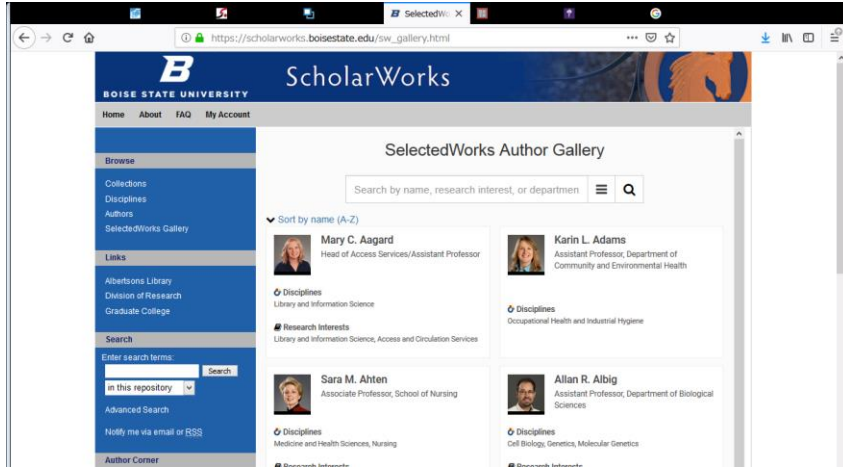 SelectedWo
https://scholarworks.boisestate.edu/sw_gallery.html
B
BOISE STATE UNIVERSITY
ScholarWorks
Home About FAQ My Account
Browse
Collections
Disciplines
Authors
SelectedWorks Gallery
Links
Albertsons Library
Division of Research
Graduate College
Search
Enter search terms:
Search
in this repository
Advanced Search
Notify me via email or RSS
Author Corner
SelectedWorks Author Gallery
Search by name, research interest, or departmen
Sort by name (A-Z)
Mary C. Aagard
Head of Access Services/Assistant Professor
Disciplines
Library and Information Science
Research Interests
Library and Information Science, Access and Circulation Services
Karin L. Adams
Assistant Professor, Department of
Community and Environmental Health
Disciplines
Occupational Health and Industrial Hygiene
Sara M. Ahten
Associate Professor, School of Nursing
Disciplines
Medicine and Health Sciences, Nursing
Research Interests
Allan R. Albig
Assistant Professor, Department of Biological
Sciences
Disciplines
Cell Biology, Genetics, Molecular Genetics
Research Interests